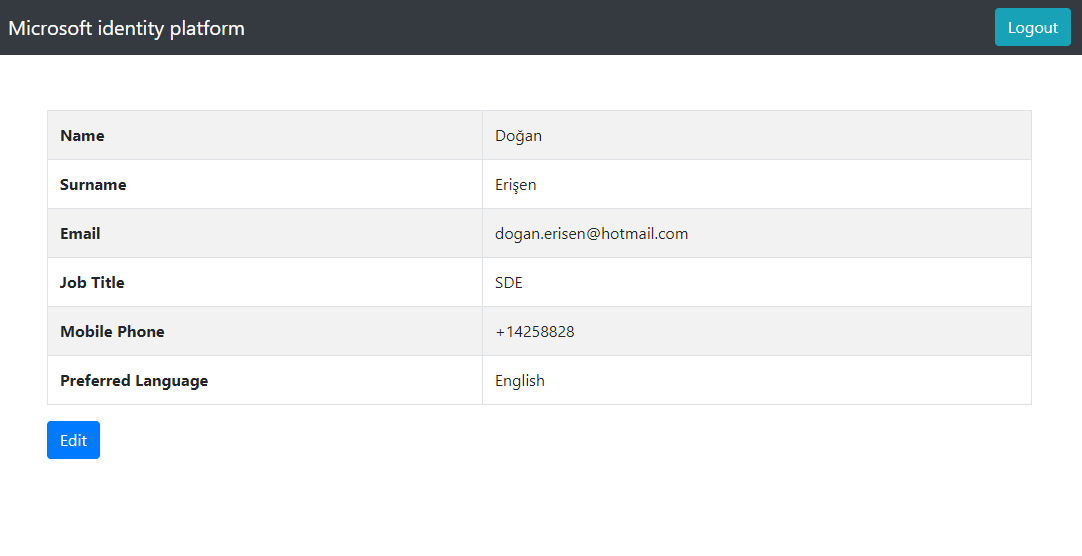 Microsoft identity platform Logout
Name Doğan
Surname Erişen
Email dogan.erisen@hotmail.com
Job Title SDE
Mobile Phone +14258828
Preferred Language English
Edit